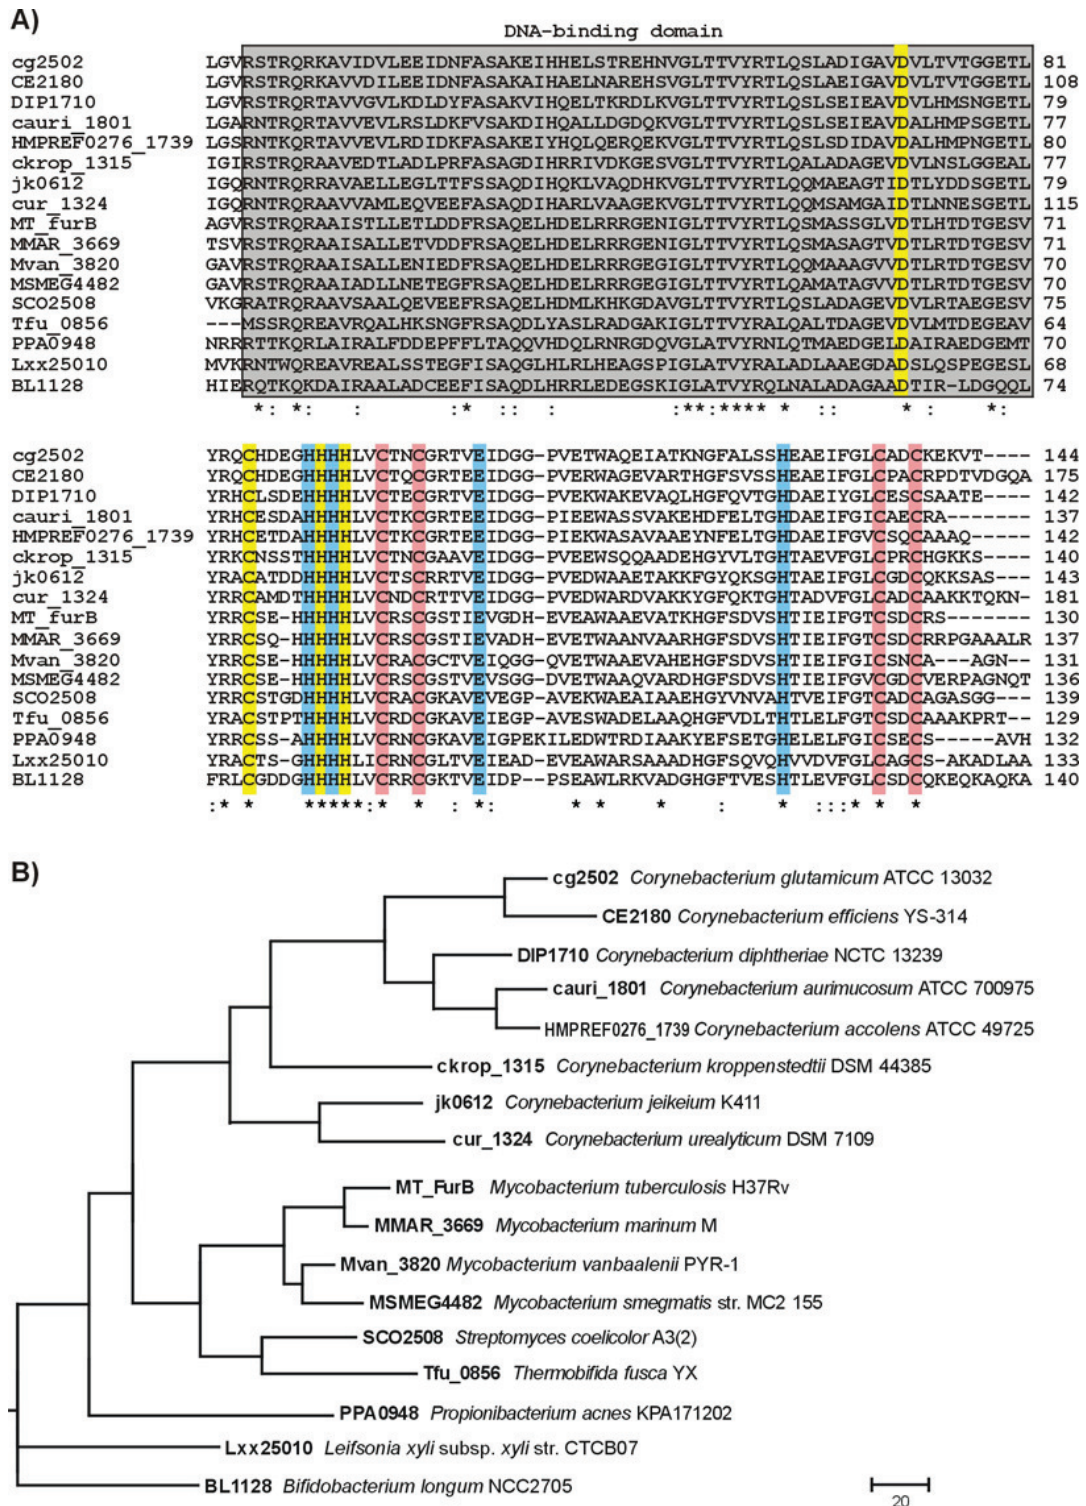 A)
DNA-binding domain
cg2502 LGVRSTRQRKAVIDVLEEIDNFASAKEIHHELSTREHNVGLTTVYRTLQSLADIGAVDVLTVTGGETL 81
CE2180 LGVRSTRQRKAVIDVLEEIDNFASAKAIHAELNSREHKVGLTTVYRTLQSLSEIGAVDVLHVTGGETL 108
DIP1710 LGVRSTRQRTAVVGVLKDLDYFASAKVIHQELTKRDLKVGLTTVYRTLQSLSEIEAVDVLHMSNGETL 79
cauri_1801 LGARNTRQRTAVVEVLRSLDKFASAKDIHQALLDGDQKVGLTTVYRTLQSLSEIEAVDALHMPSGETL 77
HMPREF0276_1739 LGSRNTKQRTAVVEVLRDIDKFASAKEIYHQLQERQEKVGLTTVYRTLQSLSDIDAVDALHMPNGETL 80
ckrop_1315 IGIRSTRQRAAVEDTLADLPRFASAGDIHRRIVDKGESVGLTTVYRTLQALADAGEVDVLNSLGGEALL 77
jk0612 IGQRNTRQRRAVAELLEGLTTFSSAQDIHQKLVAQDHKVGLTTVYRTLQQMAEAGTIDTLYDDSGETL 79
cur_1324 IGQRNTRQRAAVVAMLEQVEEFASAQEIHARLTAQGEKVGLTTVYRTLQQMSAMGAIDTLNNESGETL 115
MT_furB AGVRSTRQRAAISTLLETLDDFRSAQELHDELRRRGENIGLTTVYRTLQSMASSGLVDTLHTDTGESV 71
MMAR_3669 TSVRSTRQRAAISALLETVDDFRSAQELHDELRRRGENIGLTTVYRTLQSMASAGTVDTLRTDTGESV 71
Mvan_3820 GAVRSTRQRAAISALLENIEDFRSAQELHDELRRRGEGIGLTTVYRTLQQMAAAGVVDTLRTDTGESV 70
MSMEG4482 GAVRSTRQRAAIADLLNETEGFRSAQELHDELRRRGEGIGLTTVYRTLQAMATAGVVDTLRTDTGESV 70
SCO2508 VKGRATRQRAAVSAALQEVEEFRSAQELHDMLKHKGDAVGLTTVYRTLQSLADAGEVDVLRTAEGESV 75
Tfu_0856 ---MSSRQREAVRQALHKSNGFRSAQDLYASLRADGAKIGLTTVYRALQALTDAGEVDVLMTDEGEAV 64
PPA0948 NRRRTTKQRLAIRALFDDEPFFLTAQQVHDQLRNRGDQVGLATVYRNLQTMAEDGELDAIRAEDGEMT 70
Lxx25010 MVKRNTWQREAVREALSSTEGFISAQGLHLRLHEAGSPIGLATVYRALADLAAEGDADSLQSPEGESL 68
BL1128 HIERQTKQKDAIRAALADCEEFISAQDLHRRLEDEGSKIGLATVYRQLNALADAGAADTIR-LDGQQL 74
*: *: : :* :: : **:****.* :: * : *:
cg2502 YRQCHDEGHHHHLVCTNCGRTVEIDGG-PVETWAQEIATKNGFALSSHEAEIFGLCADCKEKVT---- 144
CE2180 YRQCHDEGHHHHLVCTQCGRTEEIDGG-PVERWAGEVARTHGFSVSSHEAEIFGLCPACRPDTVDGQA 175
DIP1710 YRHCLSDEHHHHLVCTECGRTVEIDGG-PVEKWAKEVAQLHGFQVTGHDAEIYGLCESCSAATE---- 142
cauri_1801 YRHCESDAHHHHLVCTKCGRTEEIDGG-PIEEWASSVAKEHDFELTGHDAEIFGICAECRA------- 137
HMPREF0276_1739 YRHCETDAHHHHLVCTKCGRTEEIDGG-PIEKWASVAAEYNFELTGHDAEIFGVCSQCAAAQ---- 142
ckrop_1315 YRKCNSSTHHHHLVCTNCGAAVEIDGG-PVEEWSQQAADEHGYVLTGHTAEIFGLCPRCHGKKS---- 140
jk0612 YRACATDDHHHHLVCTSCRRTVEIDGG-PVEDWAAETAKKFGYQKSGHTAEIFGLCGDCQKKSAS--- 143
cur_1324 YRRCAMDTHHHHLVCNDCRTTVEIDGG-PVEDWARDVAKKYGFQKTGHTADVFGLCADCAAKKTQKN- 181
MT_furB YRRCSE-HHHHHLVCRSCGSTIEVGDH-EVEAWAAEVATKHGFSDVSHTIEIFGTCSDCRS------- 130
MMAR_3669 YRRCSQ-HHHHHLVCRSCGSTIEVADH-EVEAWAANVAARHGFSDVSHTIEIFGTCSDCRRPGAAALR 137
Mvan_3820 YRRCSE-HHHHHLVCRACGCTVEIQGG-QVETWAAEVAHEHGFSDVSHTIEIFGICSNCA---AGN-- 131
MSMEG4482 YRRCSE-HHHHHLVCRSCGSTVEVSGG-DVETWAAQVARDHGFSDVSHTIEIFGVCGDCVERPAGNQT 136
SCO2508 YRRCSTGDHHHHLVCRACGKAVEVEGP-AVEKWAEAIAAEHGYVNVAHTVEIFGTCADCAGASGG--- 139
Tfu_0856 YRACSTPTHHHHLVCRDCGKAVEIEGP-AVESWADELAAQHGFVDLTHTLELFGTCSDCAAAKPRT-- 129
PPA0948 YRRCSS-AHHHHLVCRNCGKAVEIGPEKILEDWTRDIAAKYEFSETGHELEIFGICSECS-----AVH 132
Lxx25010 YRACTS-GHHHHLICRNCGLTVEIEAD-EVEAWARSAAADHGFSQVQHVVDVFGLCAGCS-AKADLAA 133
BL1128 FRLCGDDGHHHHLVCRRCGKTVEIDP--PSEAWLRKVADGHGFTVESHTLEVFGLCSDCQKEQKAQKA 140
:* * *****:* * : *: * * * : * :::* * *
B)
cg2502 Corynebacterium glutamicum ATCC 13032
CE2180 Corynebacterium efficiens YS-314
DIP1710 Corynebacterium diphtheriae NCTC 13239
cauri_1801 Corynebacterium aurimucosum ATCC 700975
HMPREF0276_1739 Corynebacterium accolens ATCC 49725
ckrop_1315 Corynebacterium kroppenstedtii DSM 44385
jk0612 Corynebacterium jeikeium K411
cur_1324 Corynebacterium urealyticum DSM 7109
MT_FurB Mycobacterium tuberculosis H37Rv
MMAR_3669 Mycobacterium marinum M
Mvan_3820 Mycobacterium vanbaalenii PYR-1
MSMEG4482 Mycobacterium smegmatis str. MC2 155
SCO2508 Streptomyces coelicolor A3(2)
Tfu_0856 Thermobifida fusca YX
PPA0948 Propionibacterium acnes KPA171202
Lxx25010 Leifsonia xyli subsp. xyli str. CTCB07
BL1128 Bifidobacterium longum NCC2705
20